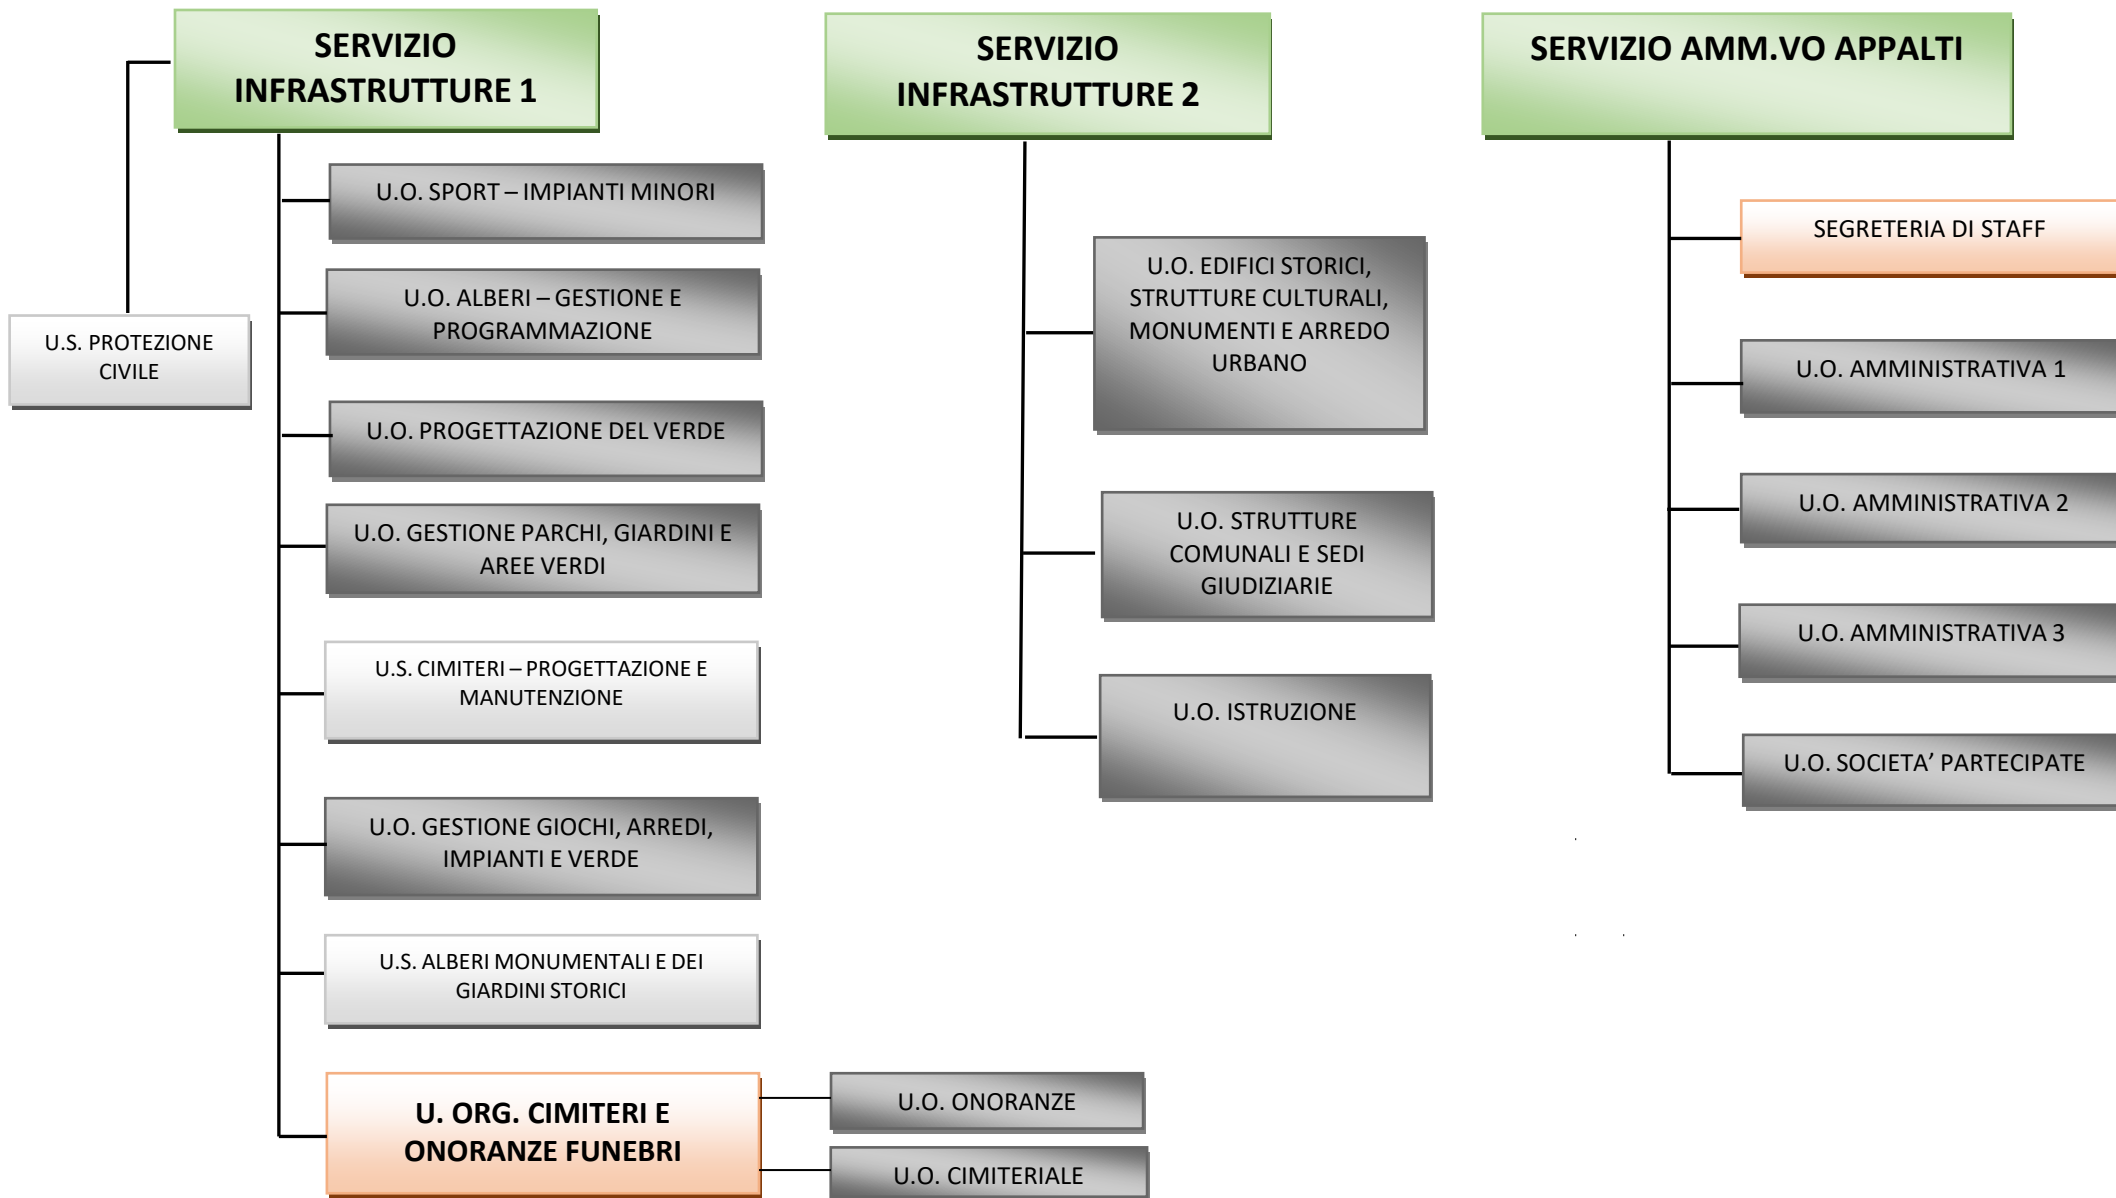 SERVIZIO
INFRASTRUTTURE 1
U.S. PROTEZIONE
CIVILE
U.O. SPORT – IMPIANTI MINORI
U.O. ALBERI – GESTIONE E
PROGRAMMAZIONE
U.O. PROGETTAZIONE DEL VERDE
U.O. GESTIONE PARCHI, GIARDINI E
AREE VERDI
U.S. CIMITERI – PROGETTAZIONE E
MANUTENZIONE
U.O. GESTIONE GIOCHI, ARREDI,
IMPIANTI E VERDE
U.S. ALBERI MONUMENTALI E DEI
GIARDINI STORICI
U. ORG. CIMITERI E
ONORANZE FUNEBRI
U.O. ONORANZE
U.O. CIMITERIALE
SERVIZIO
INFRASTRUTTURE 2
U.O. EDIFICI STORICI,
STRUTTURE CULTURALI,
MONUMENTI E ARREDO
URBANO
U.O. STRUTTURE
COMUNALI E SEDI
GIUDIZIARIE
U.O. ISTRUZIONE
SERVIZIO AMM.VO APPALTI
SEGRETERIA DI STAFF
U.O. AMMINISTRATIVA 1
U.O. AMMINISTRATIVA 2
U.O. AMMINISTRATIVA 3
U.O. SOCIETA’ PARTECIPATE